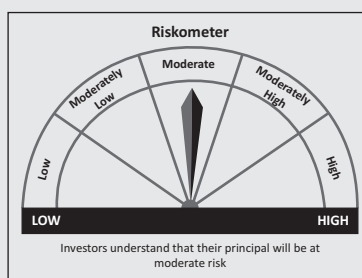 Riskometer
Low
Moderately
Low
Moderate
Moderately
High
High
LOW
HIGH
Investors understand that their principal will be at
moderate risk